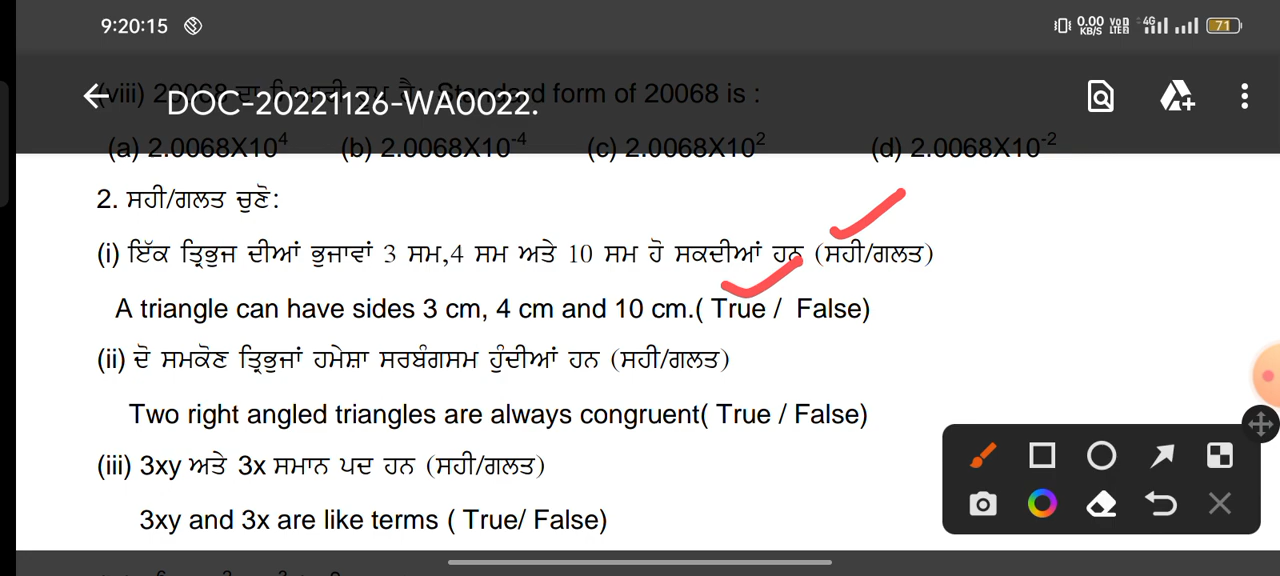 9:20:15 0.00 KB/S Vo LTE 4G 71
(viii) 20068 ਦਾ ਮਿਆਰੀ ਰੂਪ ਹੈ: Standard form of 20068 is :
DOC-20221126-WA0022.
(a) 2.0068X10⁴ (b) 2.0068X10⁻⁴ (c) 2.0068X10² (d) 2.0068X10⁻²
2. ਸਹੀ/ਗਲਤ ਚੁਣੋ:
(i) ਇੱਕ ਤ੍ਰਿਭੁਜ ਦੀਆਂ ਭੁਜਾਵਾਂ 3 ਸਮ,4 ਸਮ ਅਤੇ 10 ਸਮ ਹੋ ਸਕਦੀਆਂ ਹਨ (ਸਹੀ/ਗਲਤ)
A triangle can have sides 3 cm, 4 cm and 10 cm.( True / False)
(ii) ਦੋ ਸਮਕੋਣ ਤ੍ਰਿਭੁਜਾਂ ਹਮੇਸ਼ਾ ਸਰਬੰਗਸਮ ਹੁੰਦੀਆਂ ਹਨ (ਸਹੀ/ਗਲਤ)
Two right angled triangles are always congruent( True / False)
(iii) 3xy ਅਤੇ 3x ਸਮਾਨ ਪਦ ਹਨ (ਸਹੀ/ਗਲਤ)
3xy and 3x are like terms ( True/ False)